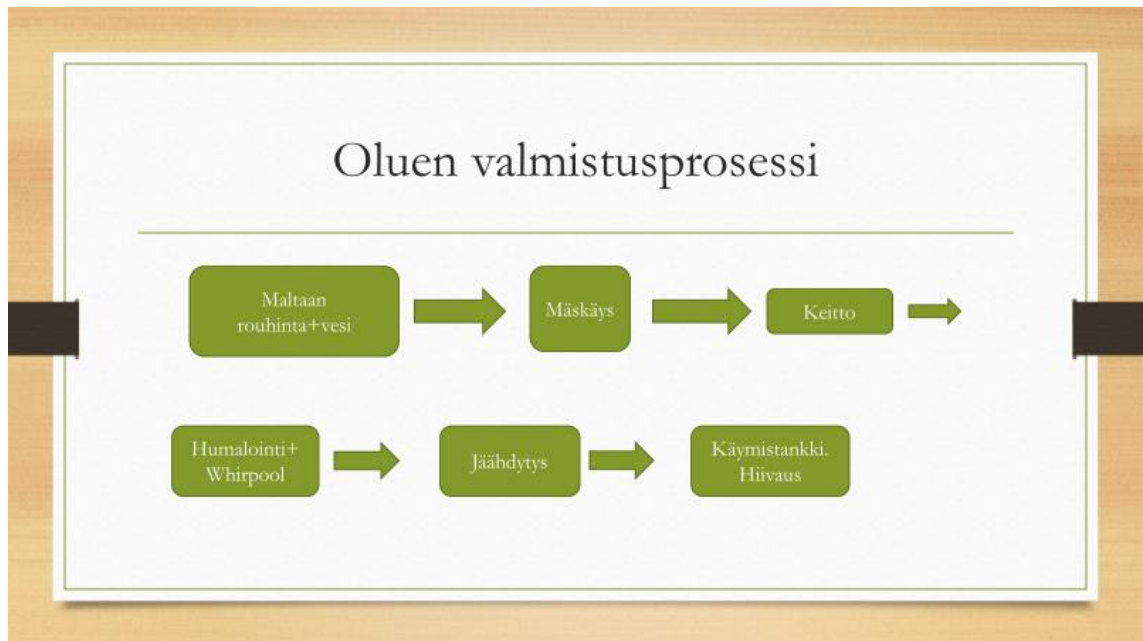 Oluen valmistusprosessi
Maltaan
rouhinta+vesi
Mäskäys
Keitto
Humalointi+
Whirpool
Jäähdytys
Käymistankki.
Hiivaus